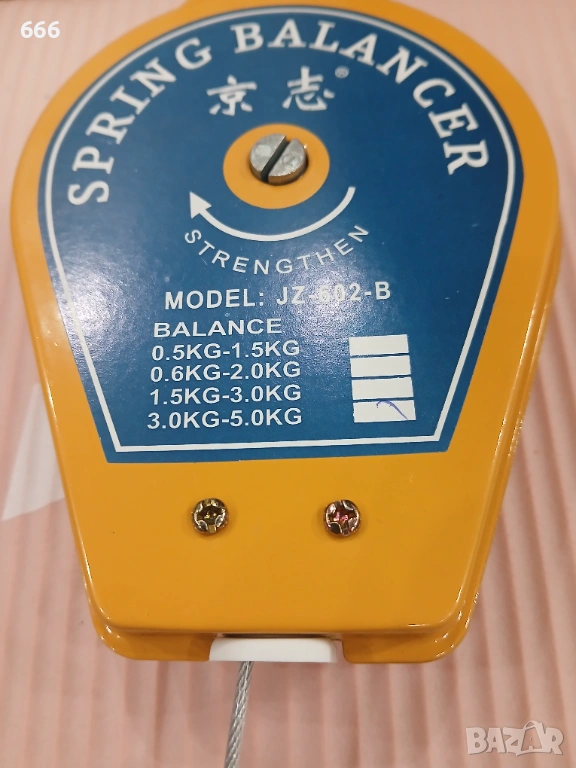 666
SPRING BALANCER
京志®
STRENGTHEN
MODEL: JZ-602-B
BALANCE
0.5KG-1.5KG
0.6KG-2.0KG
1.5KG-3.0KG
3.0KG-5.0KG
BAZAR